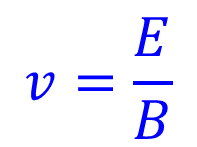 v = E/B